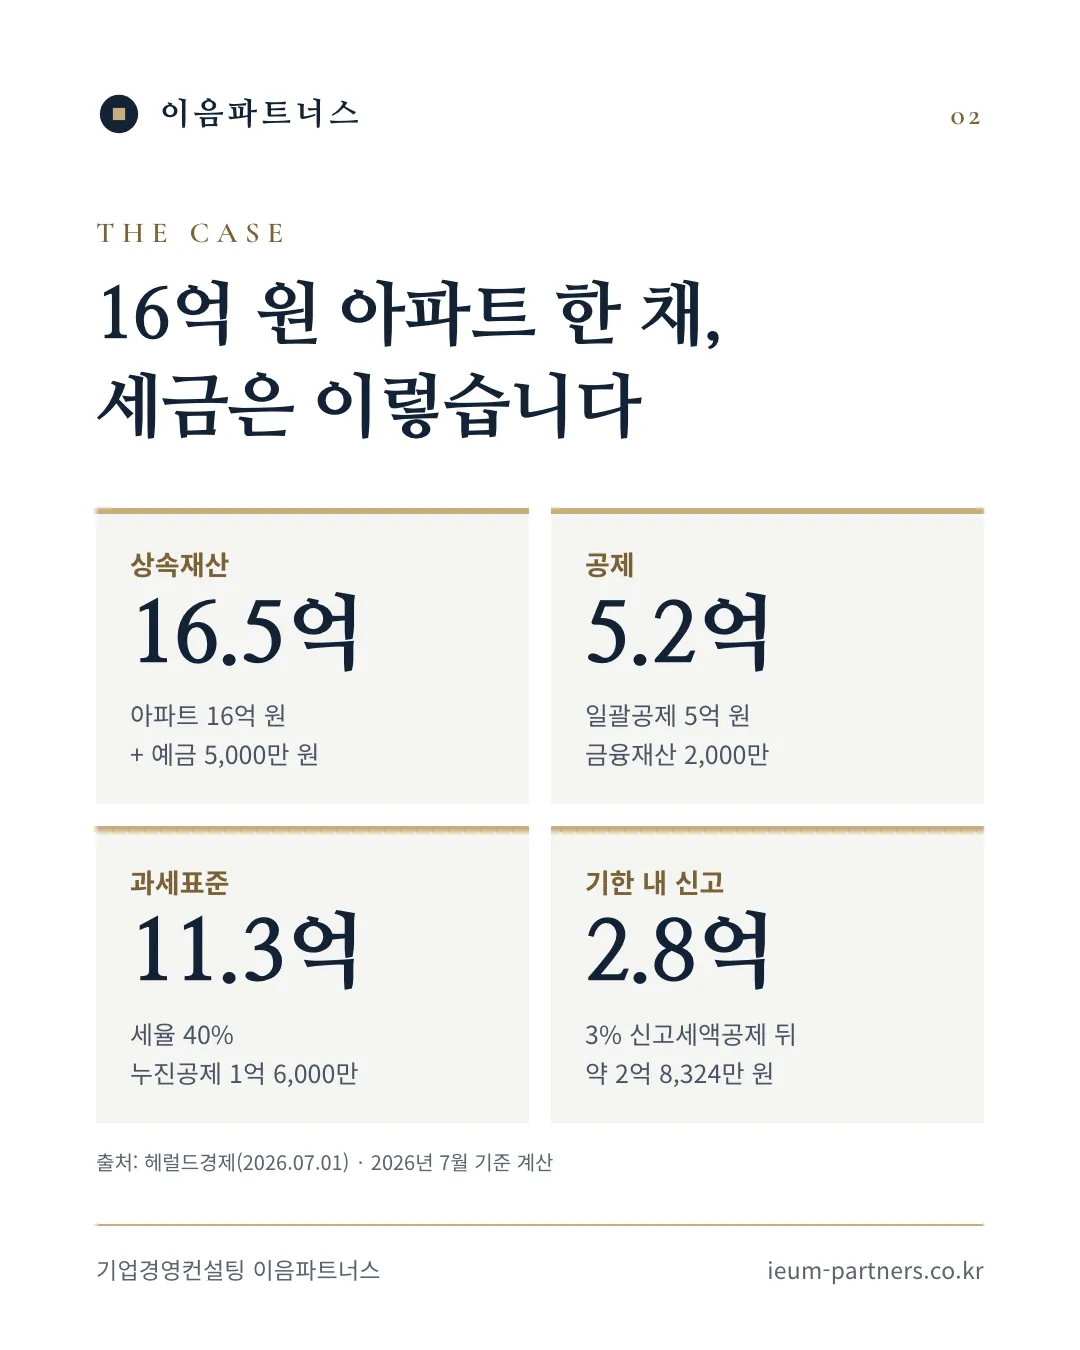 이음파트너스
02
THE CASE
16억 원 아파트 한 채,
세금은 이렇습니다
상속재산
16.5억
아파트 16억 원
+ 예금 5,000만 원
공제
5.2억
일괄공제 5억 원
금융재산 2,000만
과세표준
11.3억
세율 40%
누진공제 1억 6,000만
기한 내 신고
2.8억
3% 신고세액공제 뒤
약 2억 8,324만 원
출처: 헤럴드경제(2026.07.01) · 2026년 7월 기준 계산
기업경영컨설팅 이음파트너스
ieum-partners.co.kr